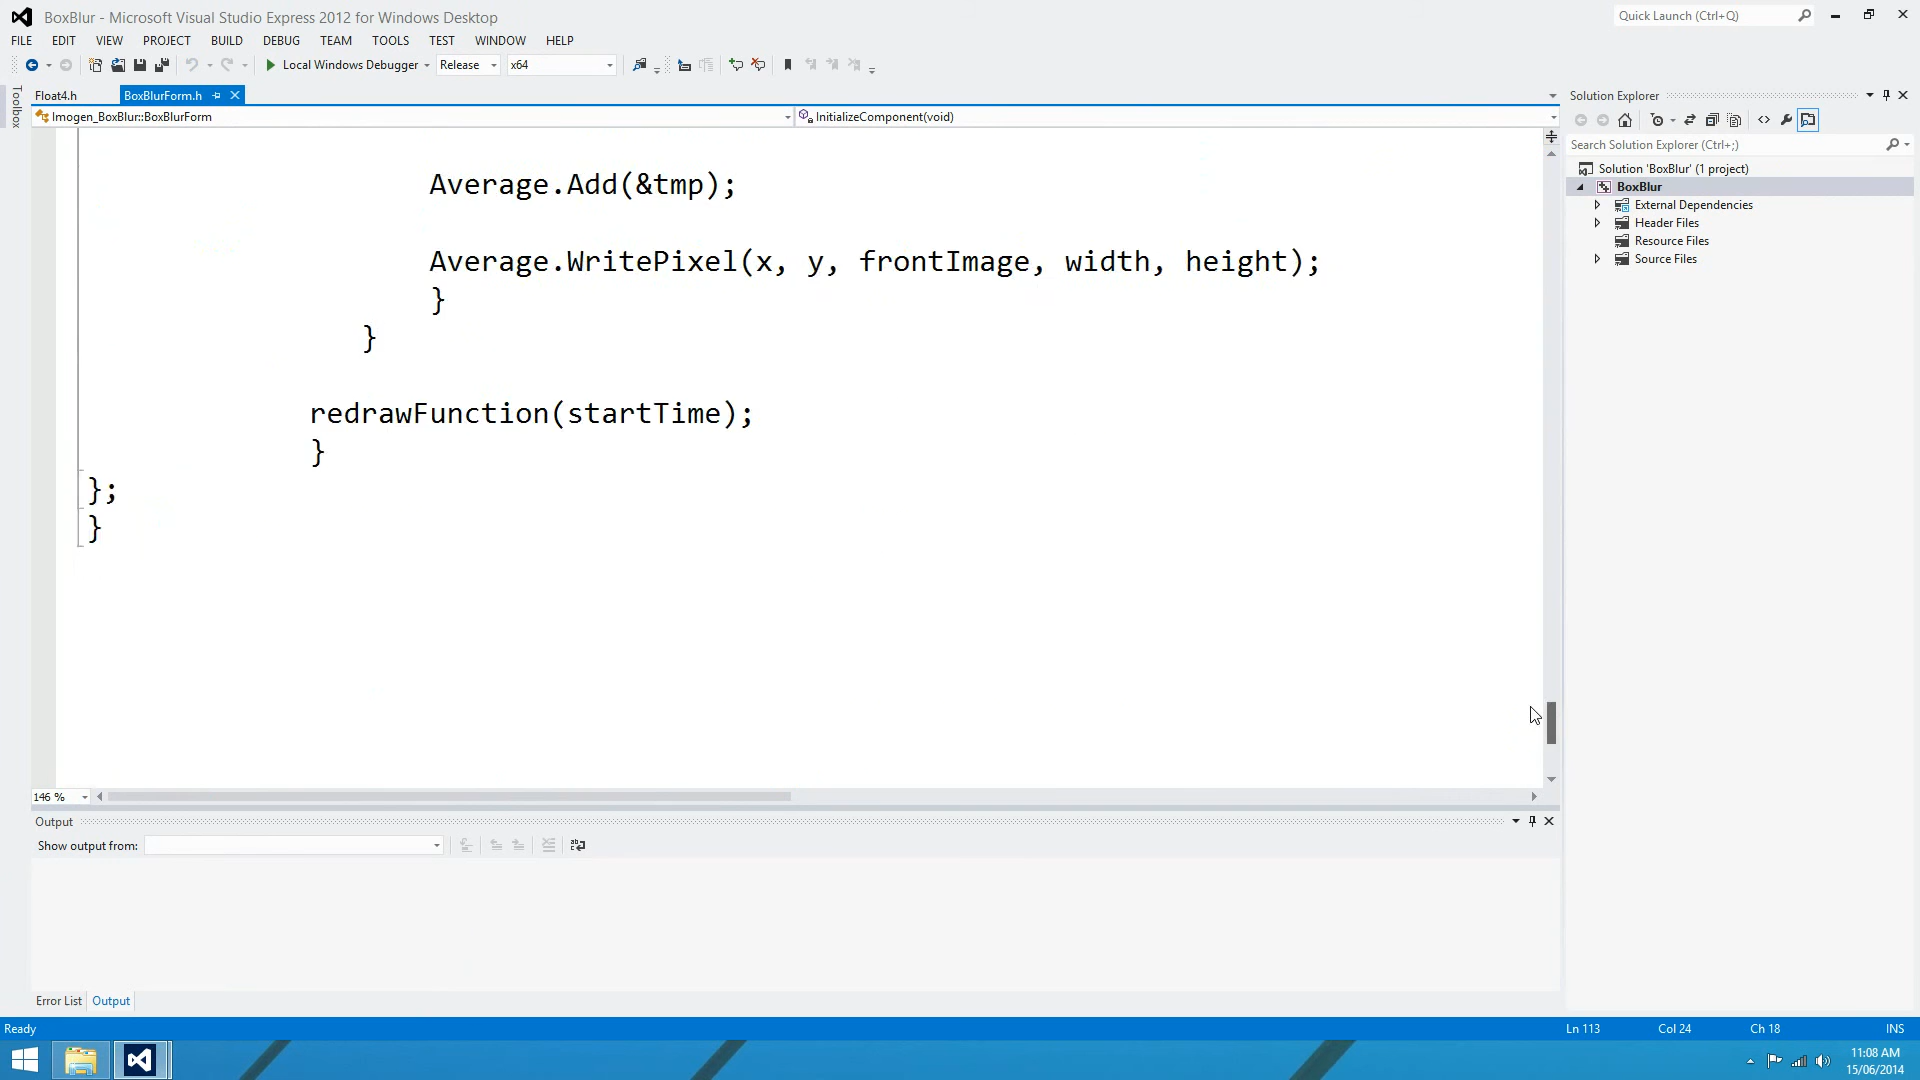 BoxBlur - Microsoft Visual Studio Express 2012 for Windows Desktop
Quick Launch (Ctrl+Q)
FILE EDIT VIEW PROJECT BUILD DEBUG TEAM TOOLS TEST WINDOW HELP
Local Windows Debugger Release x64
Toolbox
Float4.h BoxBlurForm.h
Imogen_BoxBlur::BoxBlurForm InitializeComponent(void)
Average.Add(&tmp);
Average.WritePixel(x, y, frontImage, width, height);
}
}
redrawFunction(startTime);
}
};
}
146 %
Solution Explorer
Search Solution Explorer (Ctrl+;)
Solution 'BoxBlur' (1 project)
BoxBlur
External Dependencies
Header Files
Resource Files
Source Files
Output
Show output from:
Error List Output
Ready Ln 113 Col 24 Ch 18 INS
11:08 AM
15/06/2014